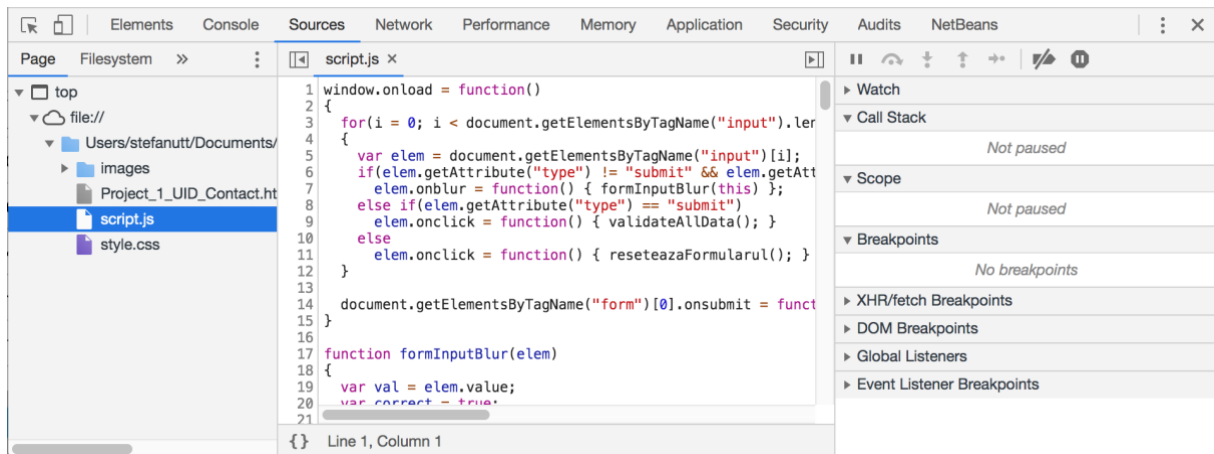 Elements Console Sources Network Performance Memory Application Security Audits NetBeans
Page Filesystem »
top
file://
Users/stefanutt/Documents/
images
Project_1_UID_Contact.ht
script.js
style.css
script.js ×
1 window.onload = function()
2 {
3 for(i = 0; i < document.getElementsByTagName("input").len
4 {
5 var elem = document.getElementsByTagName("input")[i];
6 if(elem.getAttribute("type") != "submit" && elem.getAtt
7 elem.onblur = function() { formInputBlur(this) };
8 else if(elem.getAttribute("type") == "submit")
9 elem.onclick = function() { validateAllData(); }
10 else
11 elem.onclick = function() { reseteazaFormularul(); }
12 }
13
14 document.getElementsByTagName("form")[0].onsubmit = funct
15 }
16
17 function formInputBlur(elem)
18 {
19 var val = elem.value;
20 var correct = true;
21
{} Line 1, Column 1
Watch
Call Stack
Not paused
Scope
Not paused
Breakpoints
No breakpoints
XHR/fetch Breakpoints
DOM Breakpoints
Global Listeners
Event Listener Breakpoints